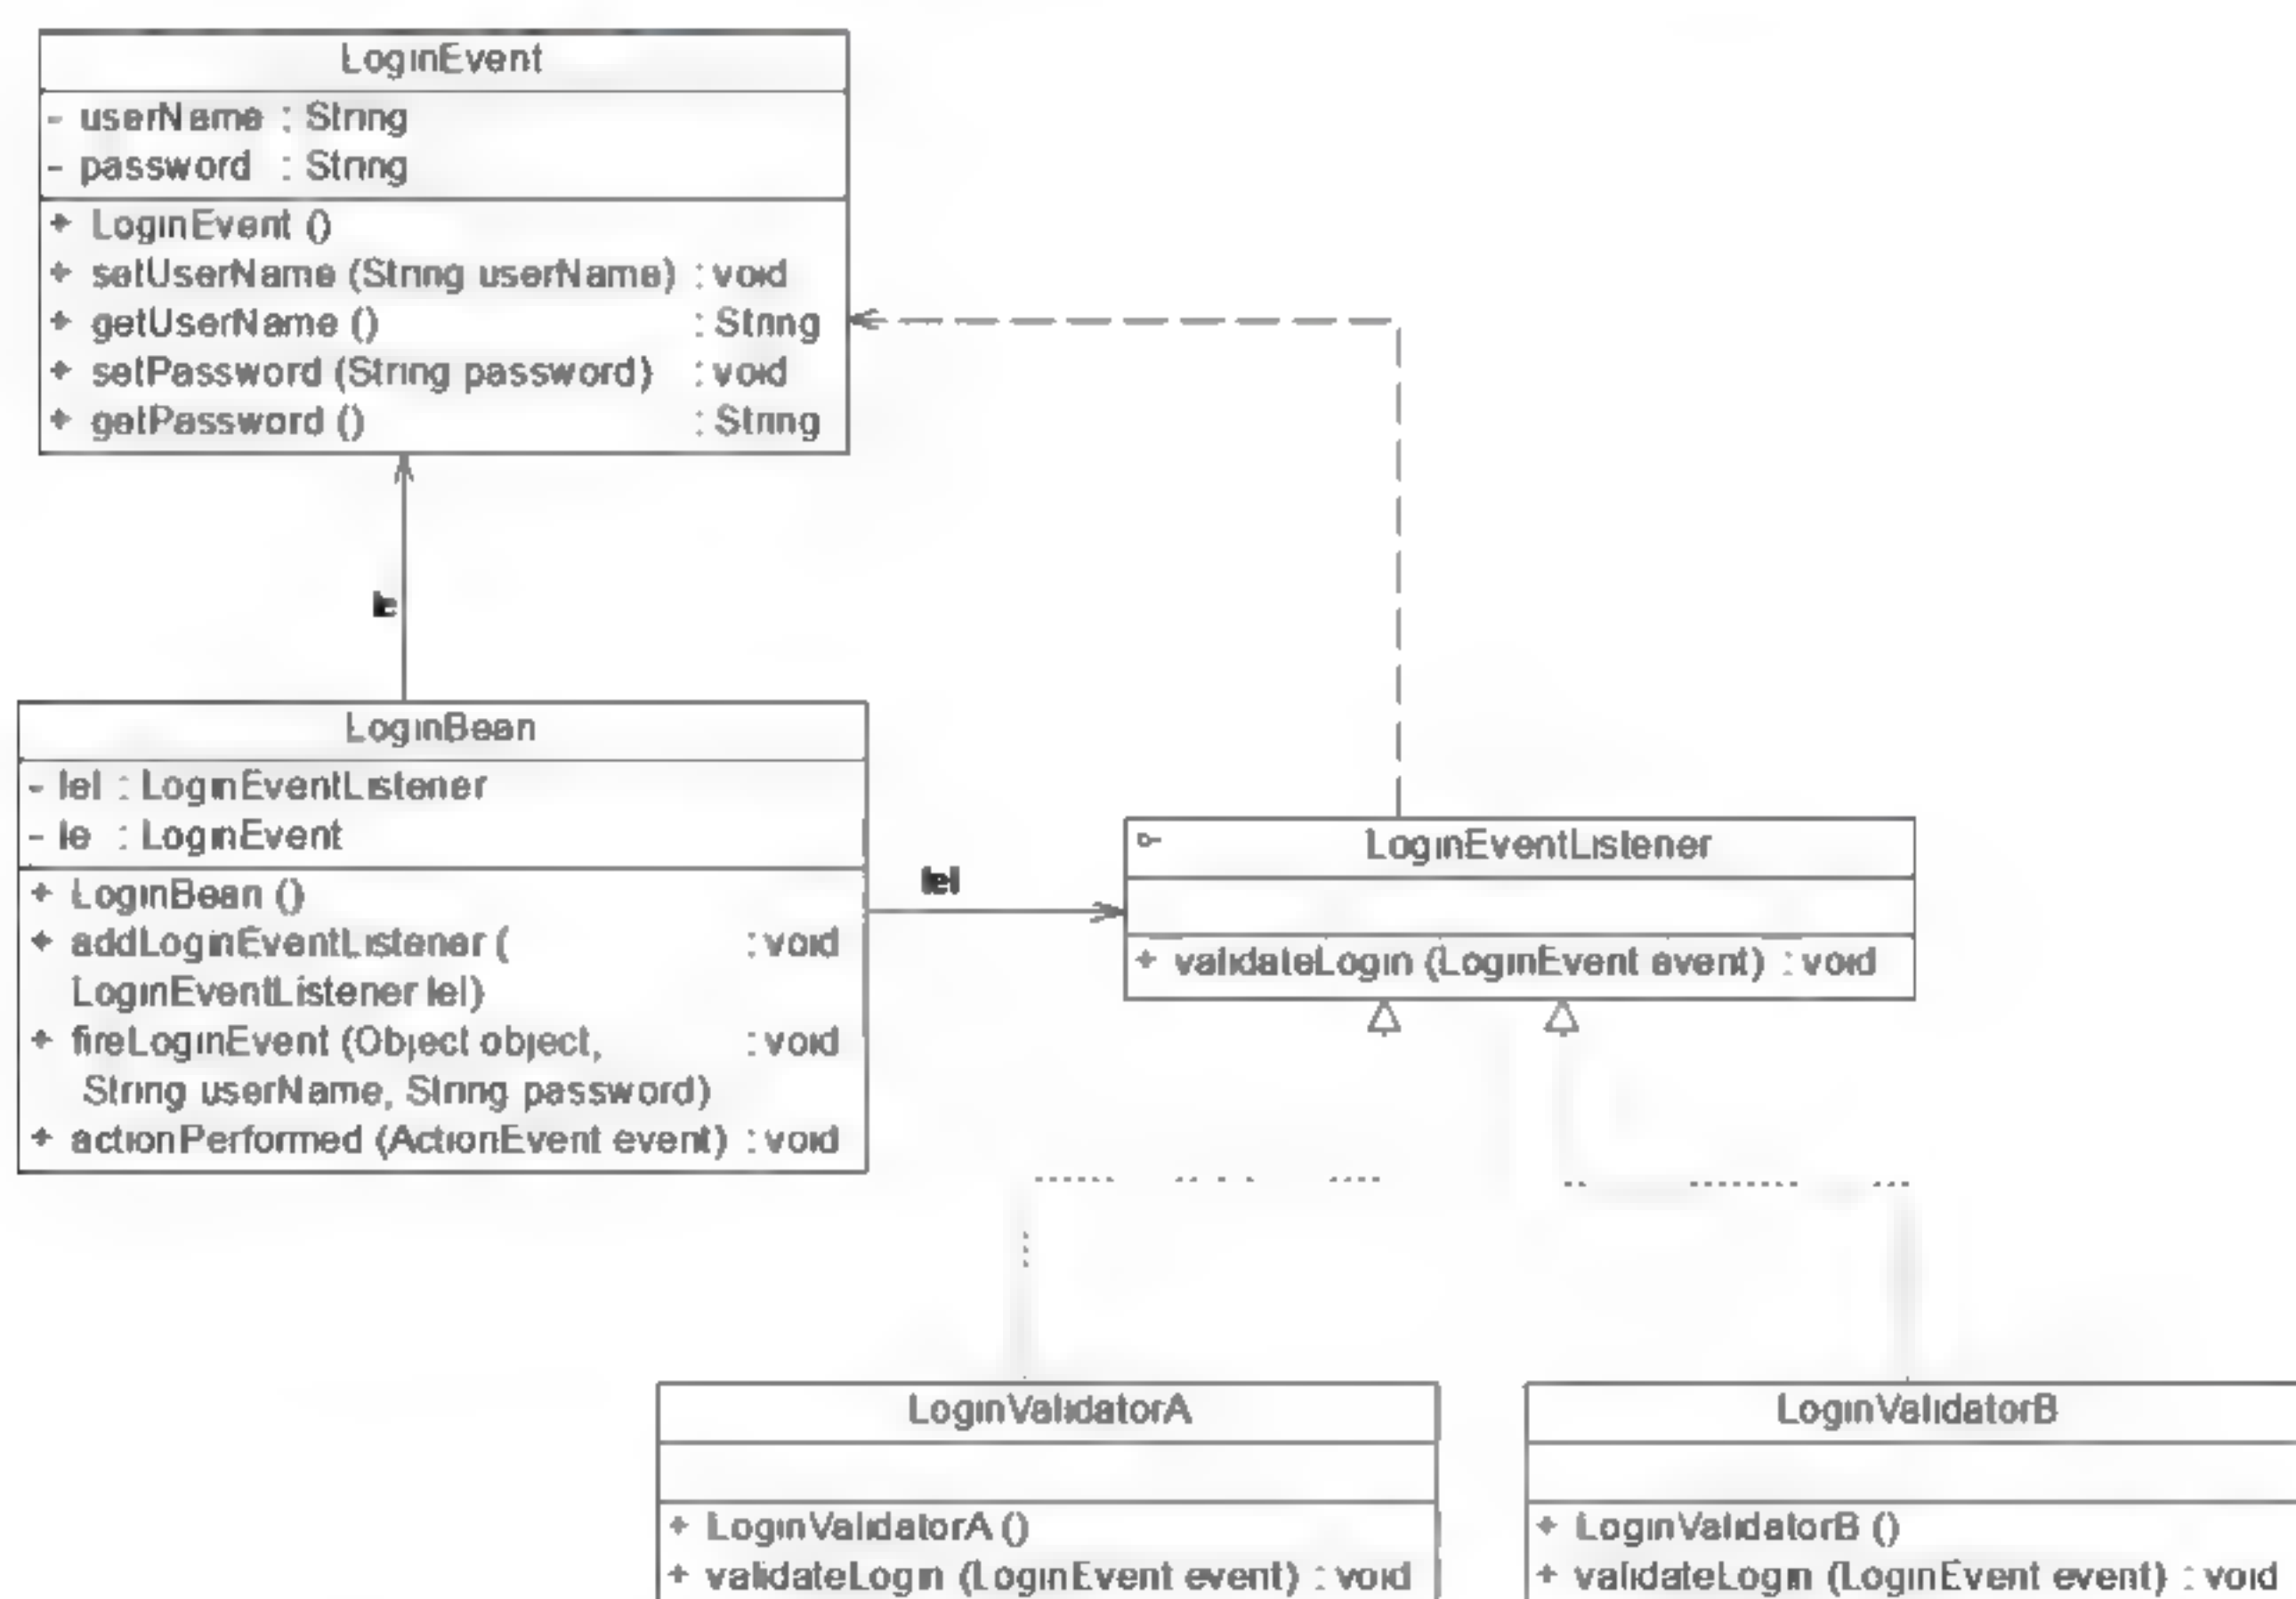 LoginEvent
- userName : String
- password : String
+ LoginEvent ()
+ setUserName (String userName) : void
+ getUserName () : String
+ setPassword (String password) : void
+ getPassword () : String
le
LoginBean
- lel : LoginEventListener
- le : LoginEvent
+ LoginBean ()
+ addLoginEventListener ( : void
LoginEventListener lel)
+ fireLoginEvent (Object object, : void
String userName, String password)
+ actionPerformed (ActionEvent event) : void
lel
LoginEventListener
+ validateLogin (LoginEvent event) : void
LoginValidatorA
+ LoginValidatorA ()
+ validateLogin (LoginEvent event) : void
LoginValidatorB
+ LoginValidatorB ()
+ validateLogin (LoginEvent event) : void